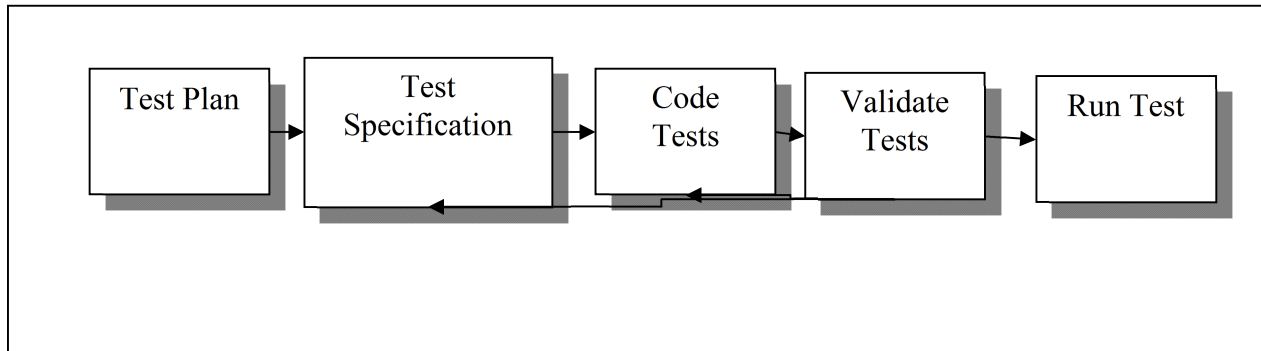 Test Plan
Test
Specification
Code
Tests
Validate
Tests
Run Test